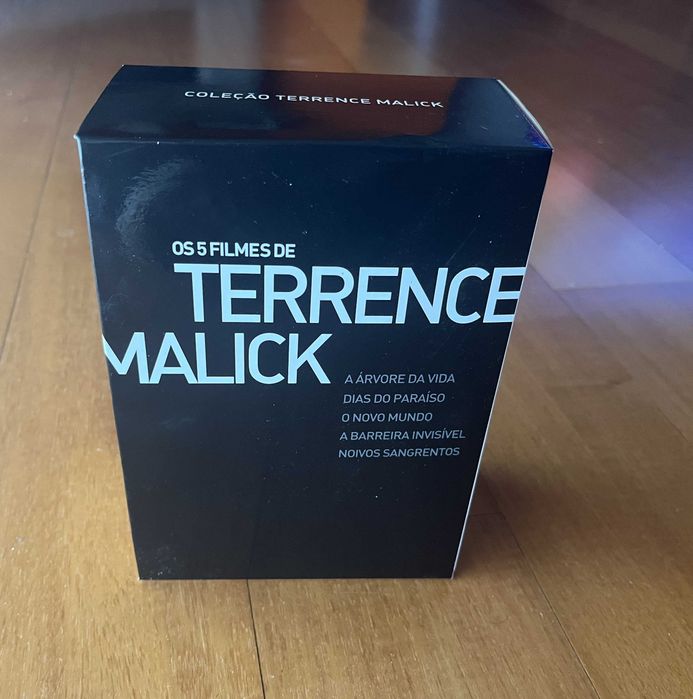 COLEÇÃO TERRENCE MALICK
OS 5 FILMES DE
TERRENCE
MALICK
A ÁRVORE DA VIDA
DIAS DO PARAÍSO
O NOVO MUNDO
A BARREIRA INVISÍVEL
NOIVOS SANGRENTOS